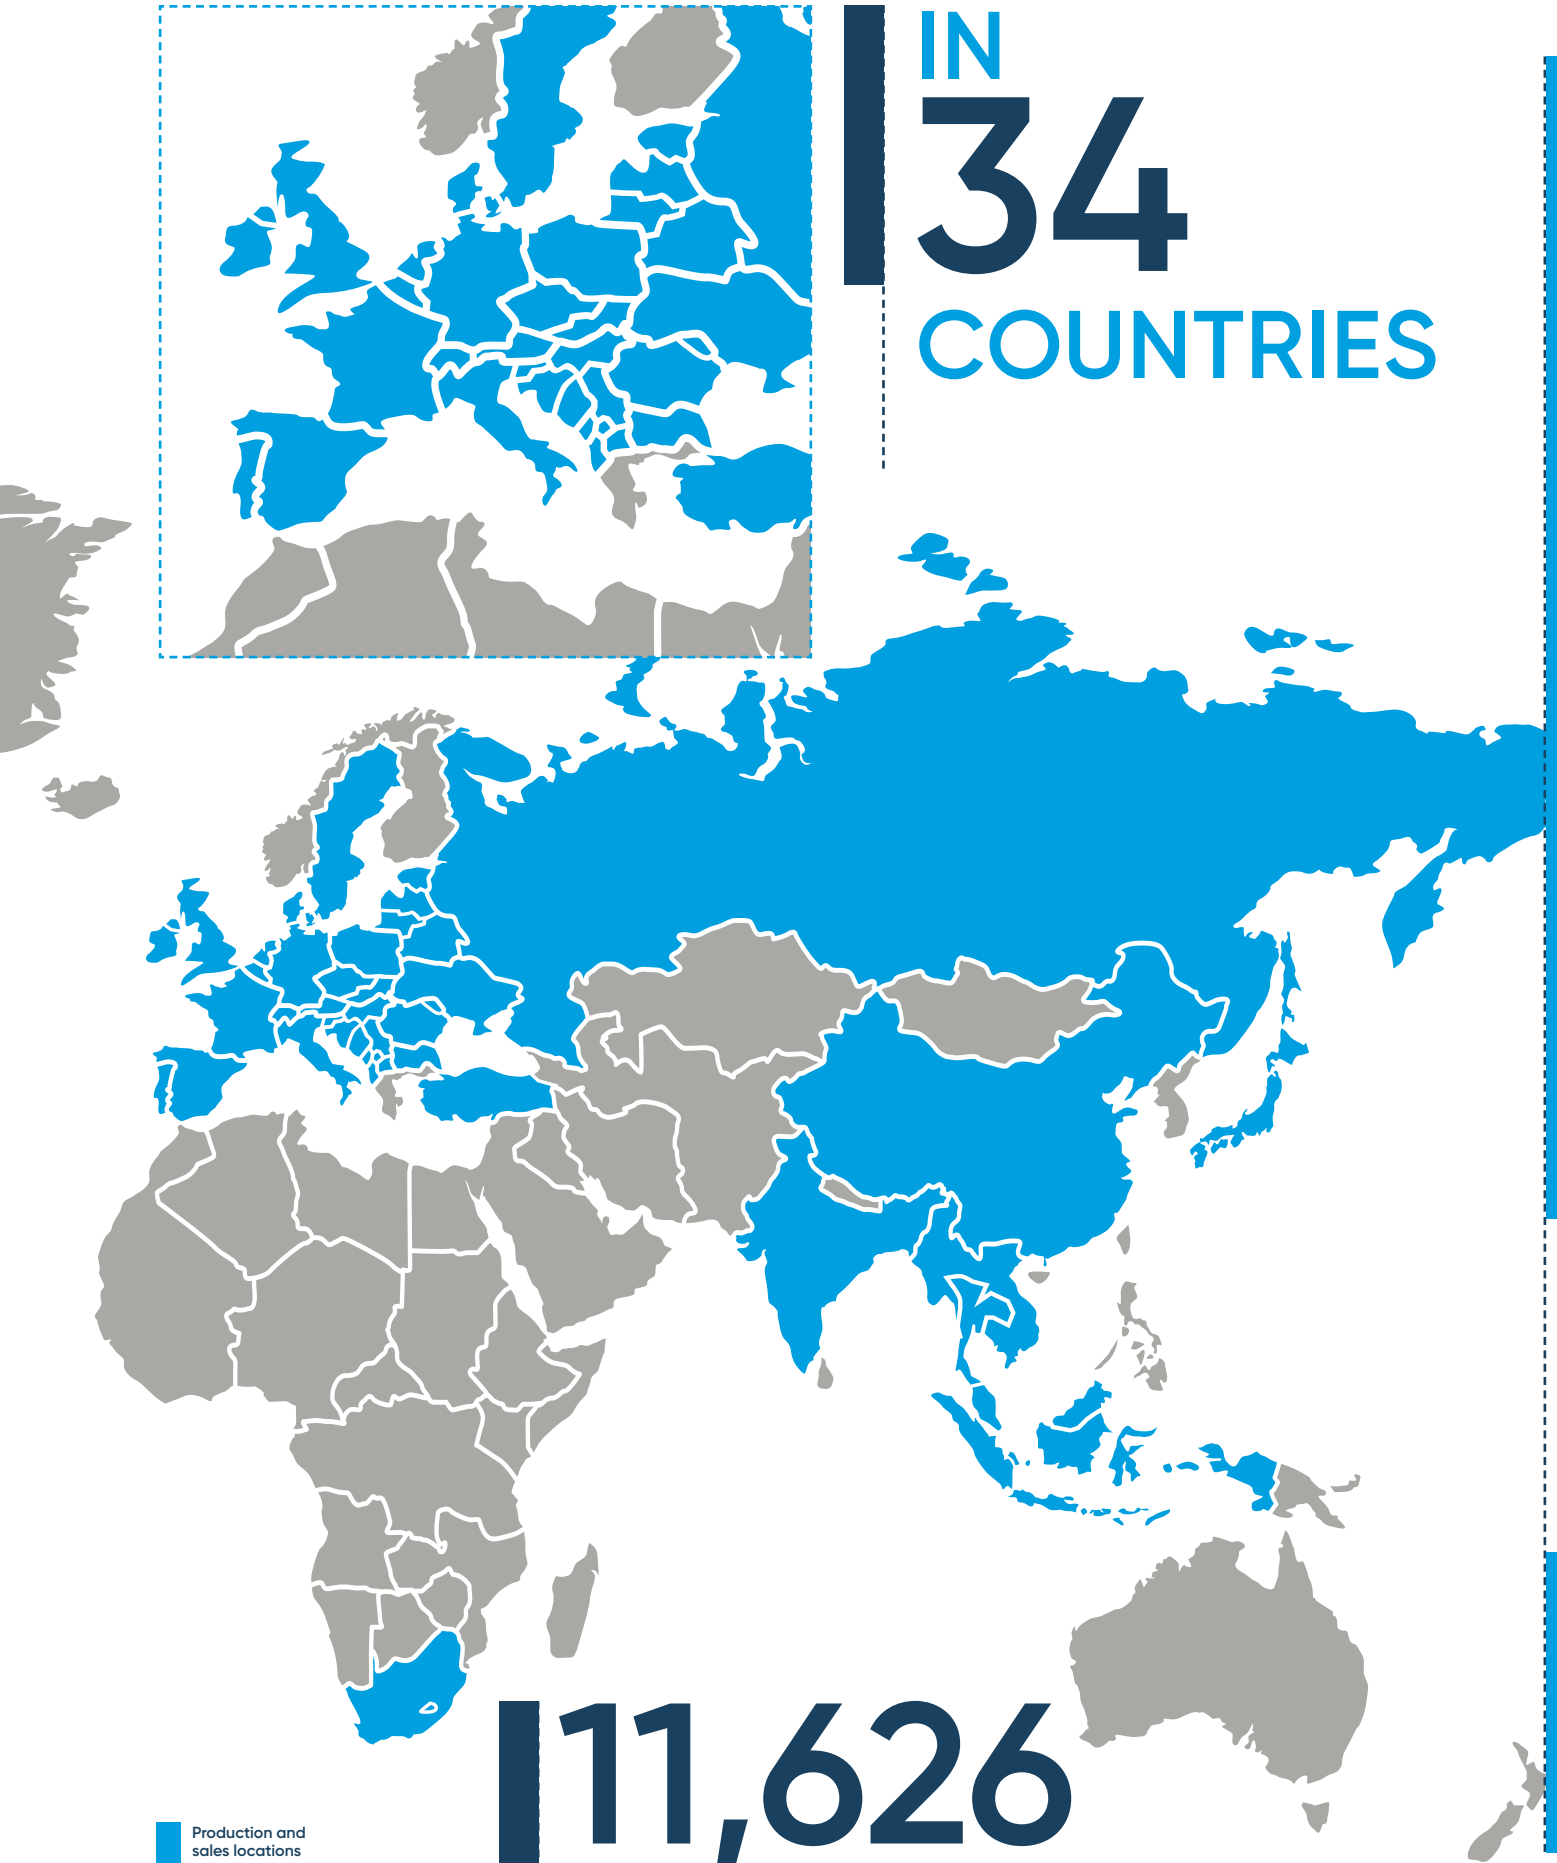 IN
34
COUNTRIES
11,626
Production and
sales locations